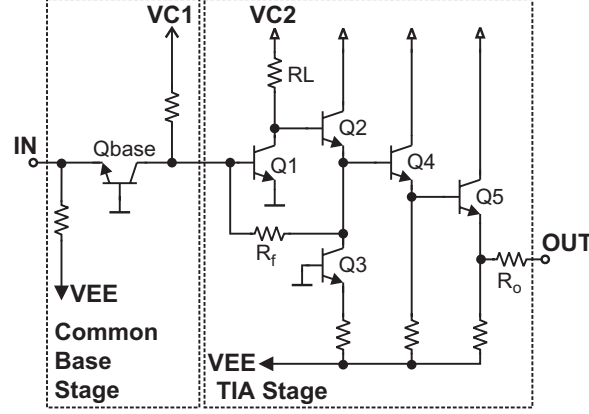 VC1
VC2
RL
Qbase
Q2
IN
Q1
Q4
Q5
Rf
Q3
OUT
Ro
VEE
Common
Base
Stage
VEE
TIA Stage